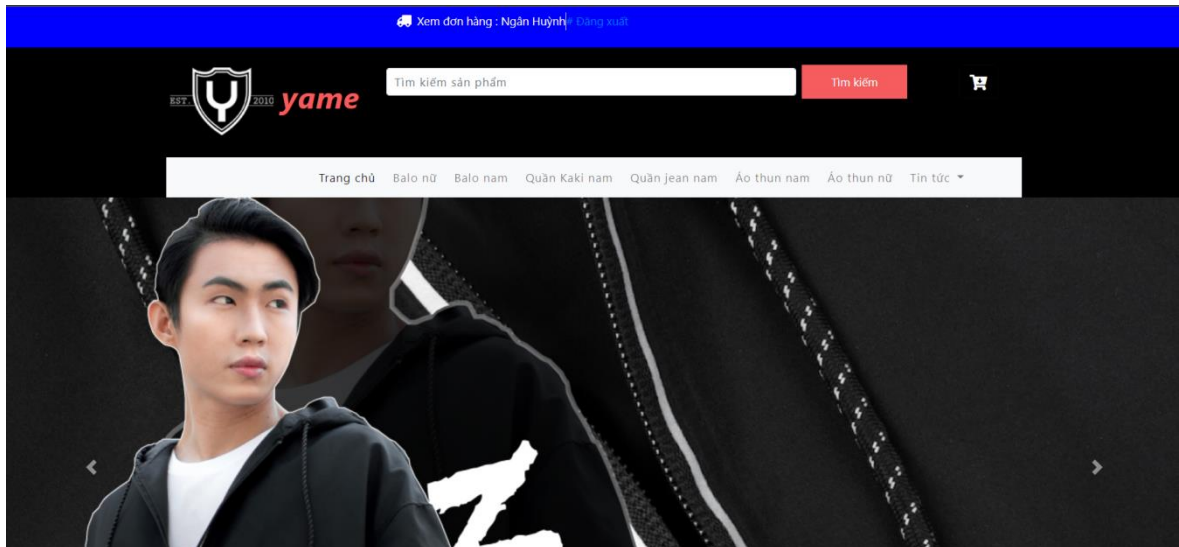 Xem đơn hàng : Ngân Huỳnh# Đăng xuất
EST. Y 2010 yame
Tìm kiếm sản phẩm
Tìm kiếm
Trang chủ Balo nữ Balo nam Quần Kaki nam Quần jean nam Áo thun nam Áo thun nữ Tin tức